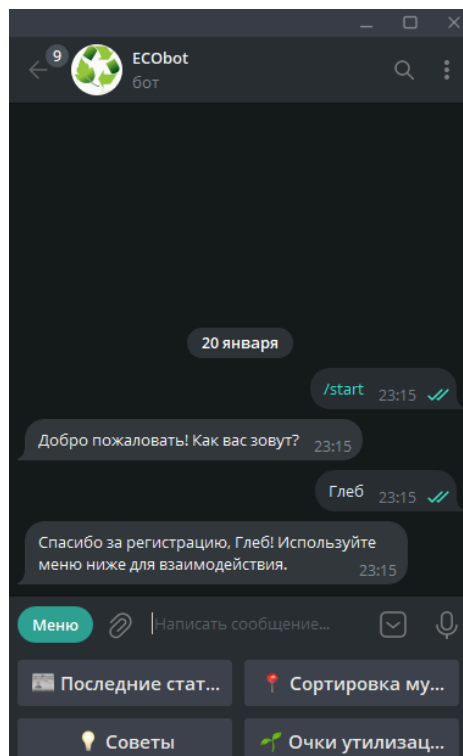 9
ECObot
бот
20 января
/start 23:15
Добро пожаловать! Как вас зовут? 23:15
Глеб 23:15
Спасибо за регистрацию, Глеб! Используйте
меню ниже для взаимодействия. 23:15
Меню Написать сообщение...
Последние стат... Сортировка му...
Советы Очки утилизац...